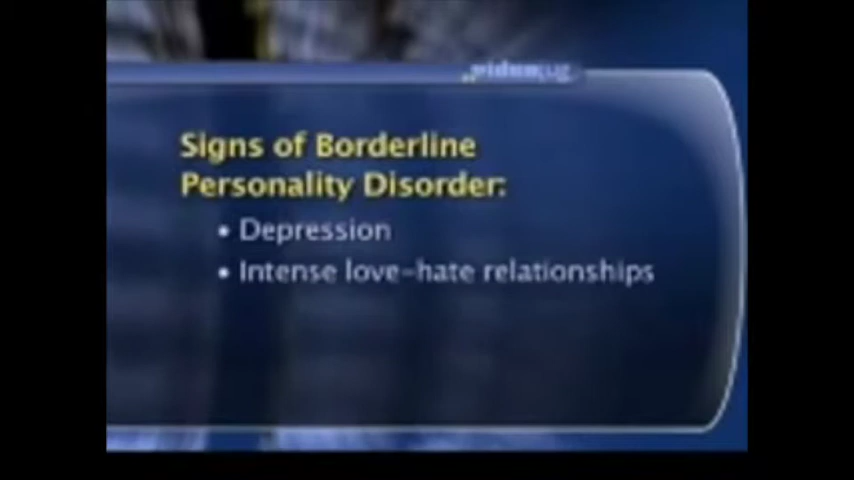 Signs of Borderline
Personality Disorder:
• Depression
• Intense love-hate relationships